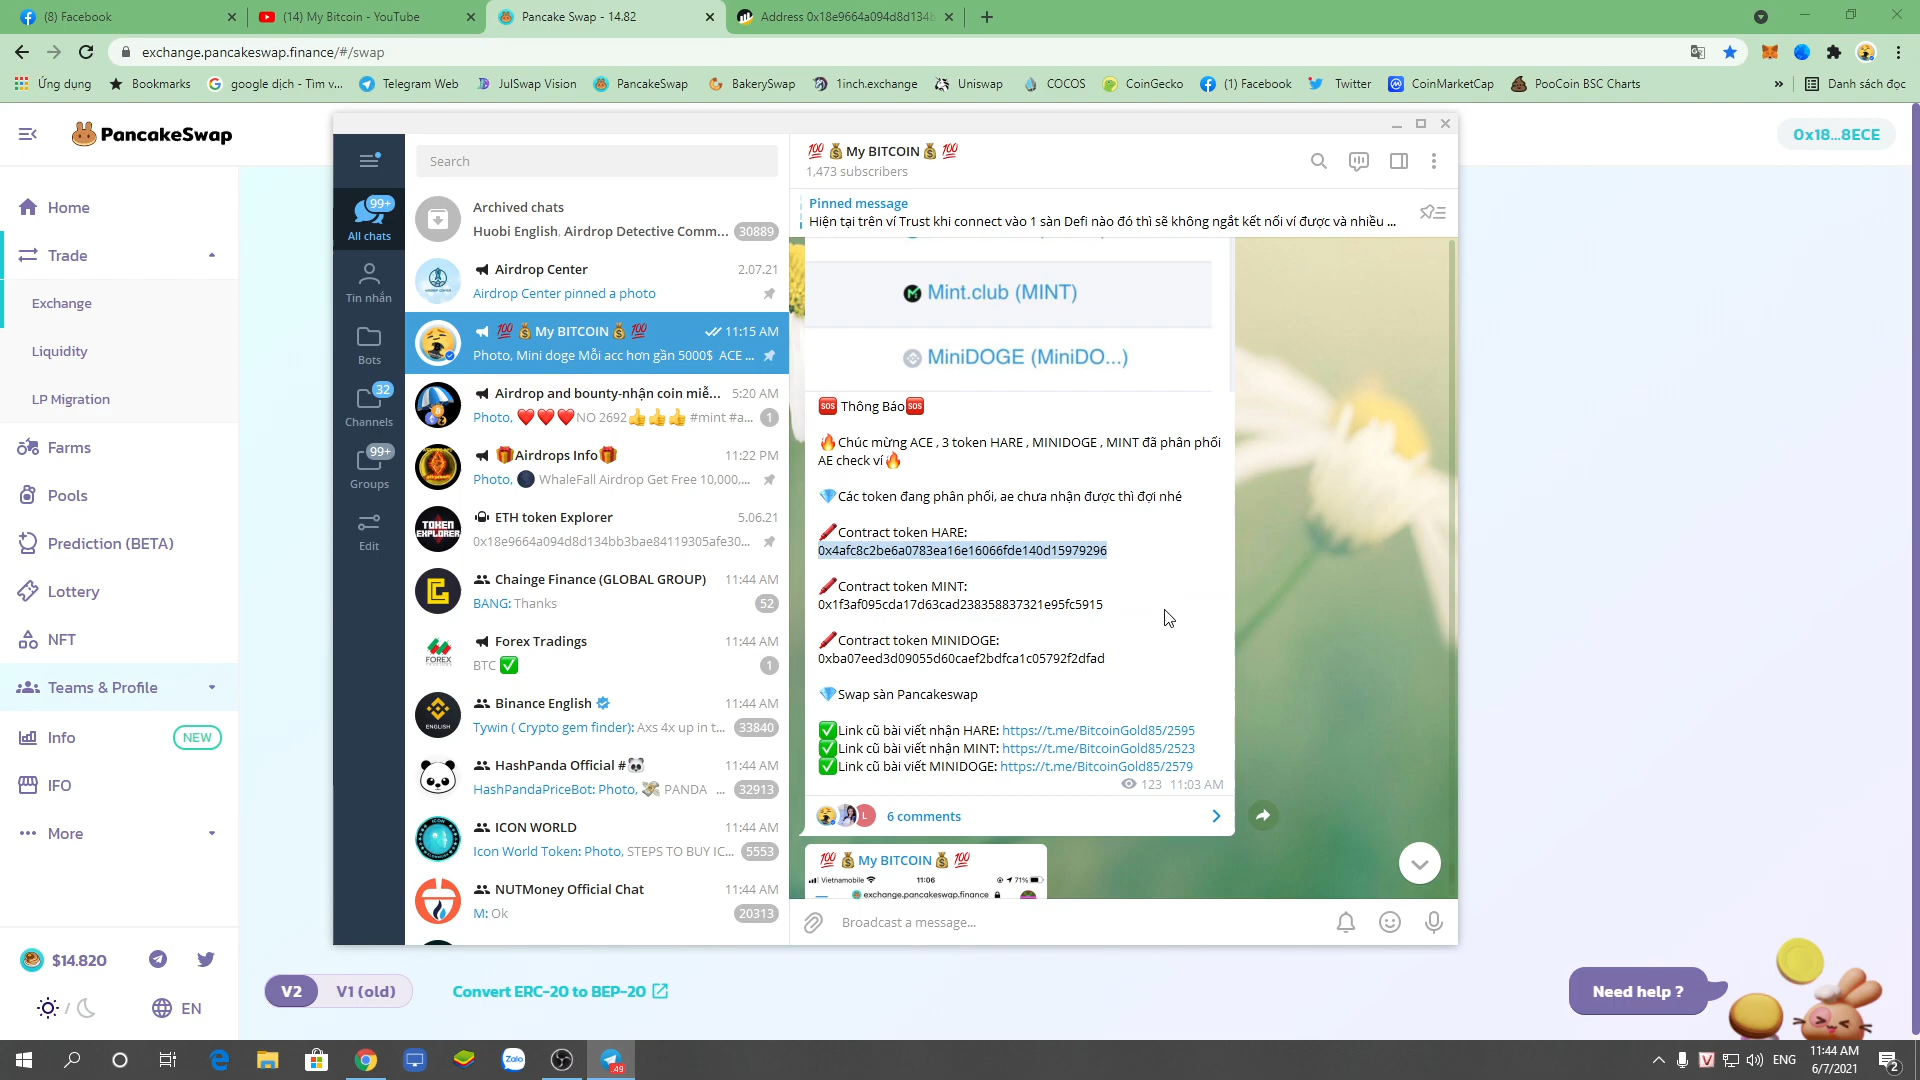 (8) Facebook
(14) My Bitcoin - YouTube
Pancake Swap - 14.82
Address 0x18e9664a094d8d134b
exchange.pancakeswap.finance/#/swap
Ứng dụng
Bookmarks
google dịch - Tìm v...
Telegram Web
JulSwap Vision
PancakeSwap
BakerySwap
1inch.exchange
Uniswap
COCOS
CoinGecko
(1) Facebook
Twitter
CoinMarketCap
PooCoin BSC Charts
»
Danh sách đọc
PancakeSwap
0x18...8ECE
Home
Trade
Exchange
Liquidity
LP Migration
Farms
Pools
Prediction (BETA)
Lottery
NFT
Teams & Profile
Info
NEW
IFO
More
$14.820
/
EN
99+
All chats
Tin nhắn
Bots
32
Channels
99+
Groups
Edit
Search
Archived chats
Huobi English, Airdrop Detective Comm...
30889
Airdrop Center
2.07.21
Airdrop Center pinned a photo
💯 💰 My BITCOIN 💰 💯
11:15 AM
Photo, Mini doge Mỗi acc hơn gần 5000$ ACE ...
Airdrop and bounty-nhận coin miễ...
5:20 AM
Photo, ❤️❤️❤️NO 2692👍👍👍 #mint #a...
1
🎁Airdrops Info🎁
11:22 PM
Photo, 🌑 WhaleFall Airdrop Get Free 10,000,...
TOKEN
EXPLORER
ETH token Explorer
5.06.21
0x18e9664a094d8d134bb3bae84119305afe30...
Chainge Finance (GLOBAL GROUP)
11:44 AM
BANG: Thanks
52
FOREX
Forex Tradings
11:44 AM
BTC ✅
1
ENGLISH
Binance English
11:44 AM
Tywin ( Crypto gem finder): Axs 4x up in t...
33840
HashPanda Official #🐼
11:44 AM
HashPandaPriceBot: Photo, 💸 PANDA ...
32913
ICON WORLD
11:44 AM
Icon World Token: Photo, STEPS TO BUY IC...
5553
NUTMoney Official Chat
11:44 AM
M: Ok
20313
💯 💰 My BITCOIN 💰 💯
1,473 subscribers
Pinned message
Hiện tại trên ví Trust khi connect vào 1 sàn Defi nào đó thì sẽ không ngắt kết nối ví được và nhiều ...
Mint.club (MINT)
MiniDOGE (MiniDO...)
🆘 Thông Báo🆘
🔥Chúc mừng ACE , 3 token HARE , MINIDOGE , MINT đã phân phối
AE check ví🔥
💎Các token đang phân phối, ae chưa nhận được thì đợi nhé
🖍Contract token HARE:
0x4afc8c2be6a0783ea16e16066fde140d15979296
🖍Contract token MINT:
0x1f3af095cda17d63cad238358837321e95fc5915
🖍Contract token MINIDOGE:
0xba07eed3d09055d60caef2bdfca1c05792f2dfad
💎Swap sàn Pancakeswap
✅Link cũ bài viết nhận HARE: https://t.me/BitcoinGold85/2595
✅Link cũ bài viết nhận MINT: https://t.me/BitcoinGold85/2523
✅Link cũ bài viết MINIDOGE: https://t.me/BitcoinGold85/2579
123 11:03 AM
L
6 comments
💯 💰 My BITCOIN 💰 💯
Vietnamobile
11:06
71%
exchange.pancakeswap.finance
Broadcast a message...
V2
V1 (old)
Convert ERC-20 to BEP-20
Need help ?
Zalo
49
V
ENG
11:44 AM
6/7/2021
2